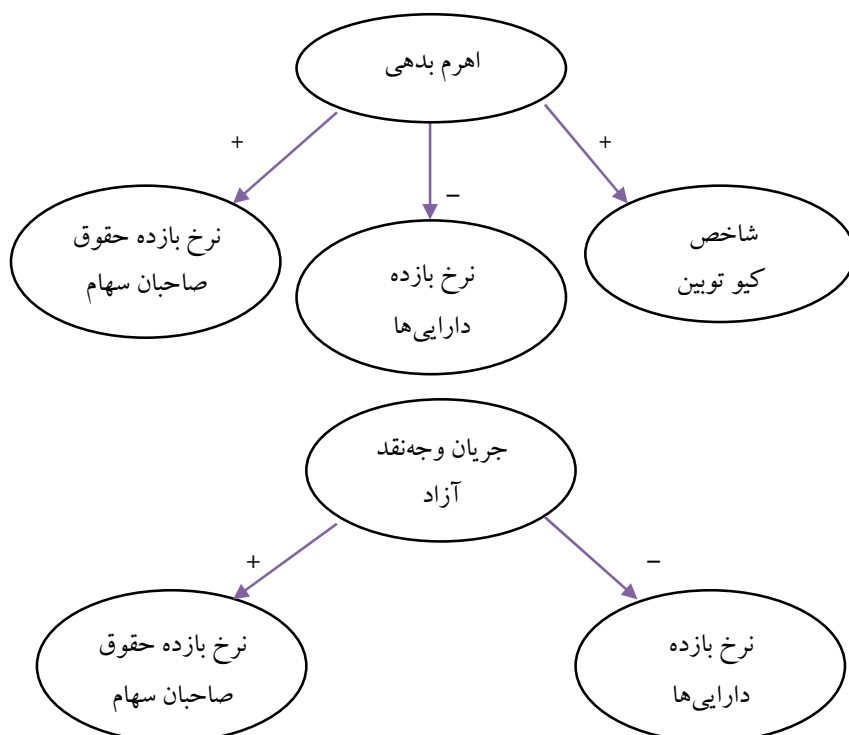 اهرم بدهی
+
−
+
شاخص
کیو توبین
نرخ بازده
دارایی‌ها
نرخ بازده حقوق
صاحبان سهام
جریان وجه‌نقد
آزاد
−
+
نرخ بازده
دارایی‌ها
نرخ بازده حقوق
صاحبان سهام